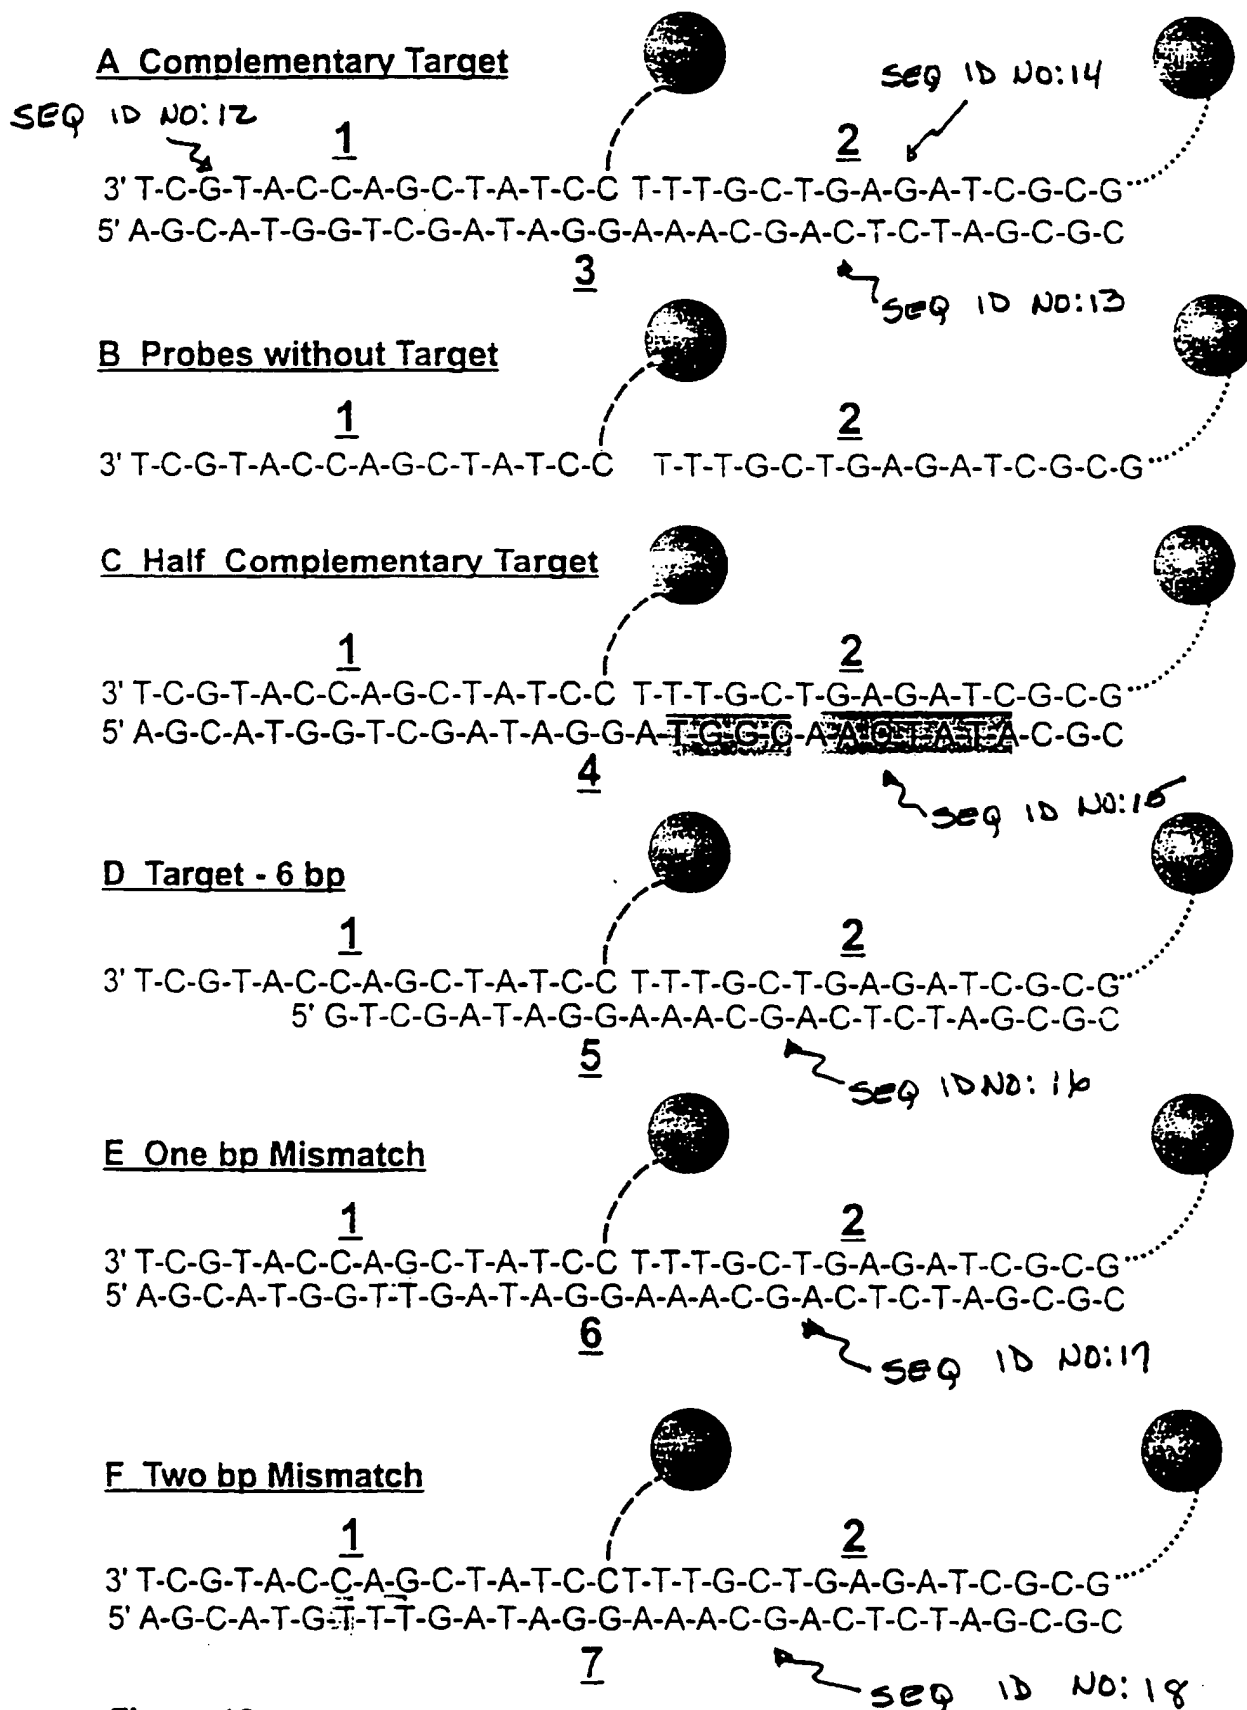 A Complementary Target
SEQ ID NO:14
SEQ ID NO:12
1
2
3' T-C-G-T-A-C-C-A-G-C-T-A-T-C-C T-T-T-G-C-T-G-A-G-A-T-C-G-C-G
5' A-G-C-A-T-G-G-T-C-G-A-T-A-G-G-A-A-A-C-G-A-C-T-C-T-A-G-C-G-C
3
SEQ ID NO:13
B Probes without Target
1
2
3' T-C-G-T-A-C-C-A-G-C-T-A-T-C-C T-T-T-G-C-T-G-A-G-A-T-C-G-C-G
C Half Complementary Target
1
2
3' T-C-G-T-A-C-C-A-G-C-T-A-T-C-C T-T-T-G-C-T-G-A-G-A-T-C-G-C-G
5' A-G-C-A-T-G-G-T-C-G-A-T-A-G-G-A-T-G-G-C-A-A-C-T-A-T-A-C-G-C
4
SEQ ID NO:15
D Target - 6 bp
1
2
3' T-C-G-T-A-C-C-A-G-C-T-A-T-C-C T-T-T-G-C-T-G-A-G-A-T-C-G-C-G
5' G-T-C-G-A-T-A-G-G-A-A-A-C-G-A-C-T-C-T-A-G-C-G-C
5
SEQ ID NO: 16
E One bp Mismatch
1
2
3' T-C-G-T-A-C-C-A-G-C-T-A-T-C-C T-T-T-G-C-T-G-A-G-A-T-C-G-C-G
5' A-G-C-A-T-G-G-T-T-G-A-T-A-G-G-A-A-A-C-G-A-C-T-C-T-A-G-C-G-C
6
SEQ ID NO:17
F Two bp Mismatch
1
2
3' T-C-G-T-A-C-C-A-G-C-T-A-T-C-C-T-T-T-G-C-T-G-A-G-A-T-C-G-C-G
5' A-G-C-A-T-G-T-T-T-G-A-T-A-G-G-A-A-A-C-G-A-C-T-C-T-A-G-C-G-C
7
SEQ ID NO: 18